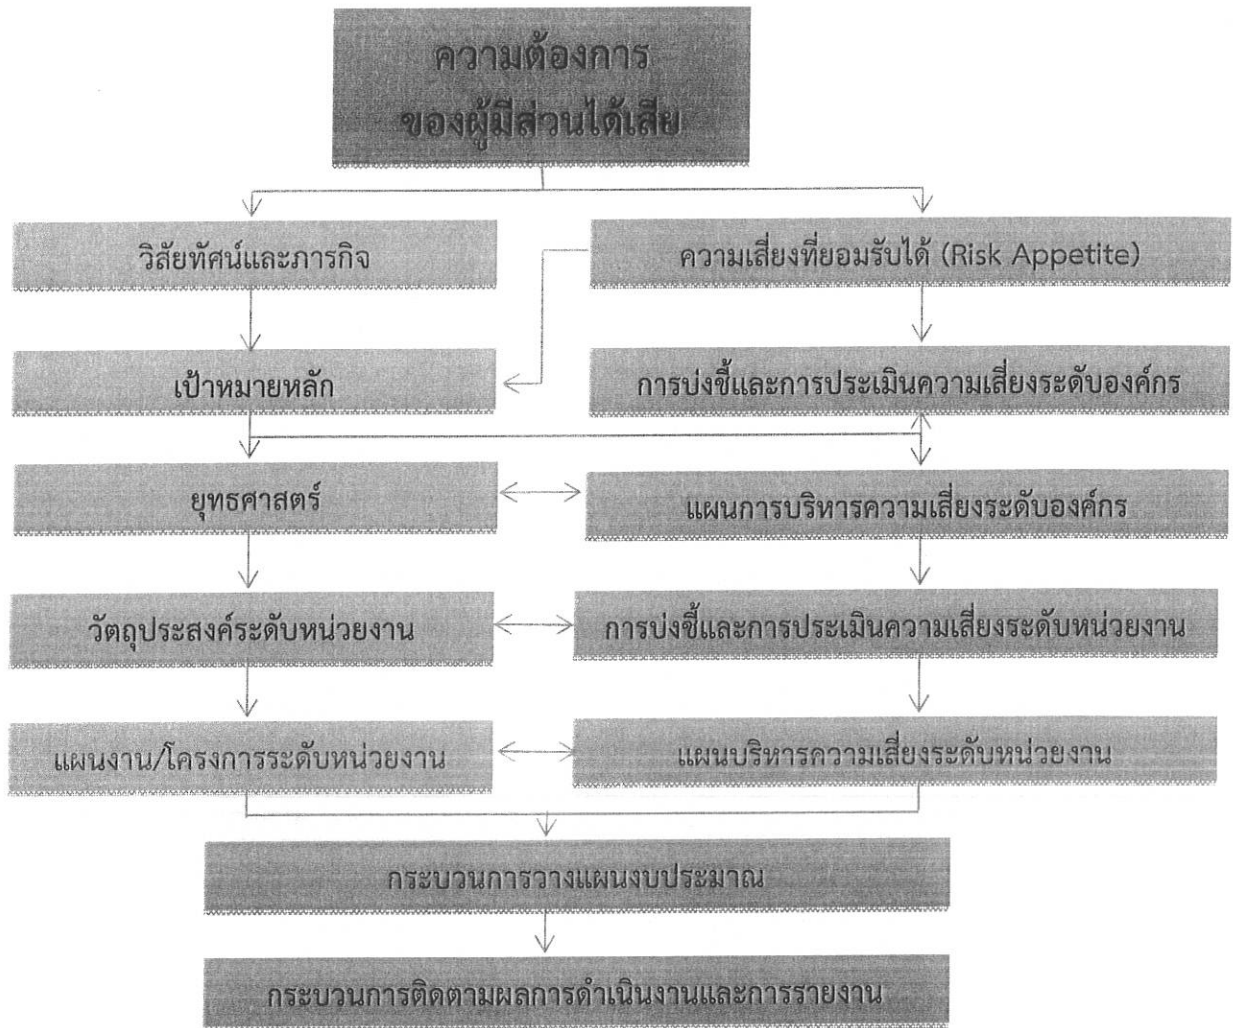 ความต้องการ
ของผู้มีส่วนได้เสีย
วิสัยทัศน์และภารกิจ
ความเสี่ยงที่ยอมรับได้ (Risk Appetite)
เป้าหมายหลัก
การบ่งชี้และการประเมินความเสี่ยงระดับองค์กร
ยุทธศาสตร์
แผนการบริหารความเสี่ยงระดับองค์กร
วัตถุประสงค์ระดับหน่วยงาน
การบ่งชี้และการประเมินความเสี่ยงระดับหน่วยงาน
แผนงาน/โครงการระดับหน่วยงาน
แผนบริหารความเสี่ยงระดับหน่วยงาน
กระบวนการวางแผนงบประมาณ
กระบวนการติดตามผลการดำเนินงานและการรายงาน